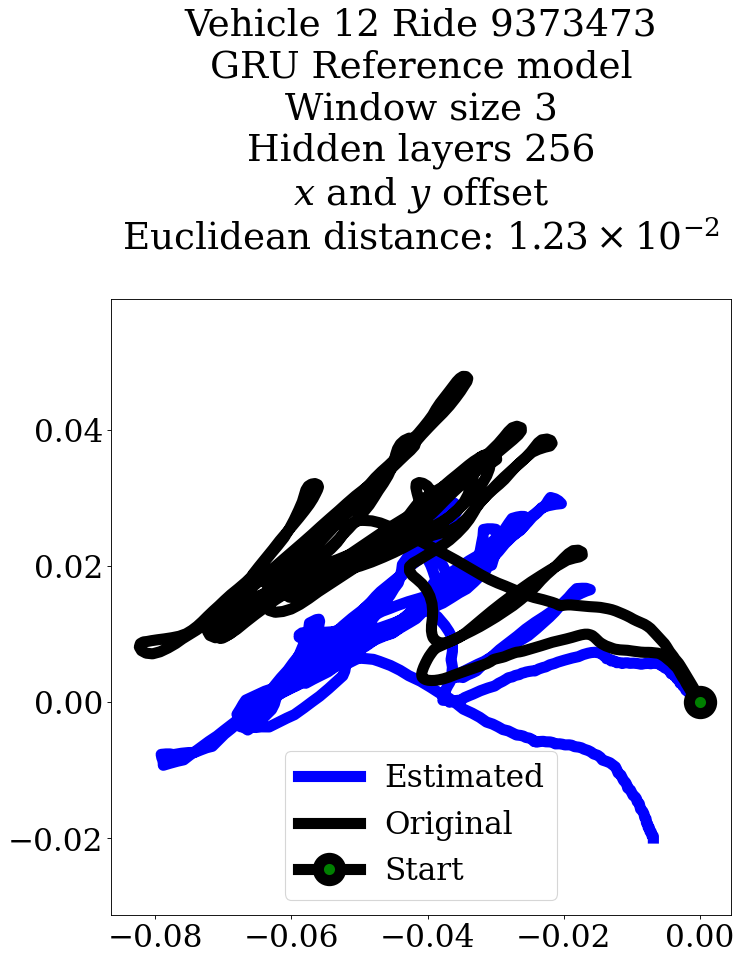 Vehicle 12 Ride 9373473
GRU Reference model
Window size 3
Hidden layers 256
x and y offset
Euclidean distance: 1.23 × 10⁻²
0.04
0.02
0.00
−0.02
Estimated
Original
Start
−0.08 −0.06 −0.04 −0.02 0.00